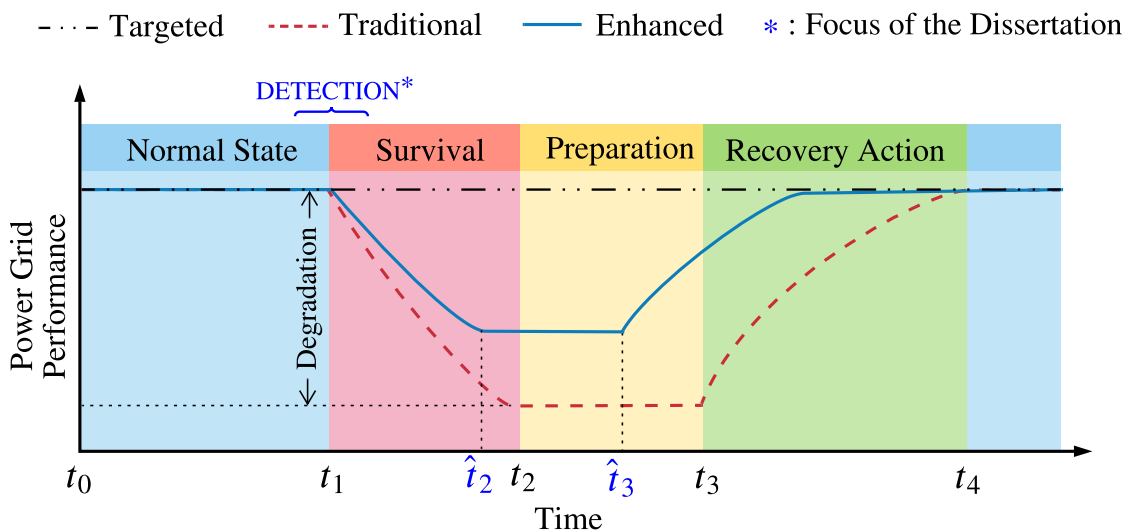 Targeted Traditional Enhanced * : Focus of the Dissertation
DETECTION*
Normal State Survival Preparation Recovery Action
Degradation
Power Grid
Performance
t0 t1 t̂2 t2 t̂3 t3 t4
Time